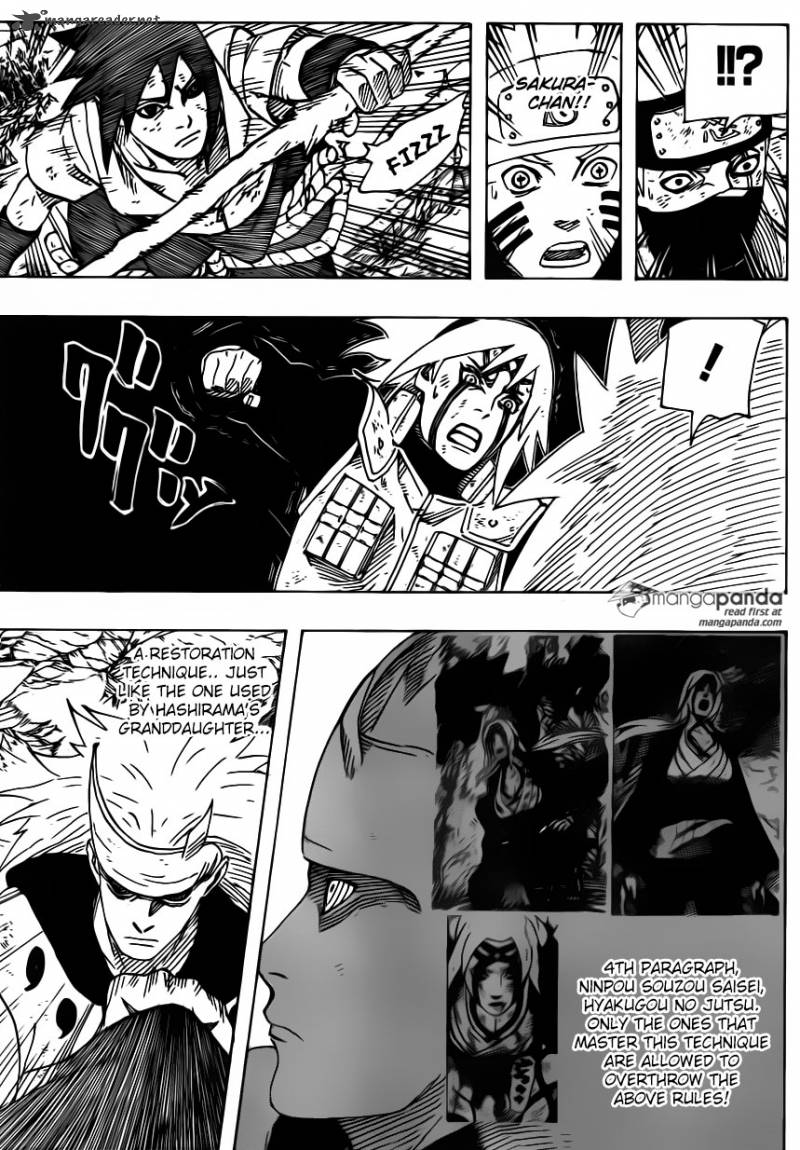 mangareader.net
!!?
SAKURA-
CHAN!!
FIZZZ
!
グググッ
mangapanda
read first at
mangapanda.com
A RESTORATION
TECHNIQUE.. JUST
LIKE THE ONE USED
BY HASHIRAMA'S
GRANDDAUGHTER...
4TH PARAGRAPH,
NINPOU SOUZOU SAISEI,
HYAKUGOU NO JUTSU.
ONLY THE ONES THAT
MASTER THIS TECHNIQUE
ARE ALLOWED TO
OVERTHROW THE
ABOVE RULES!